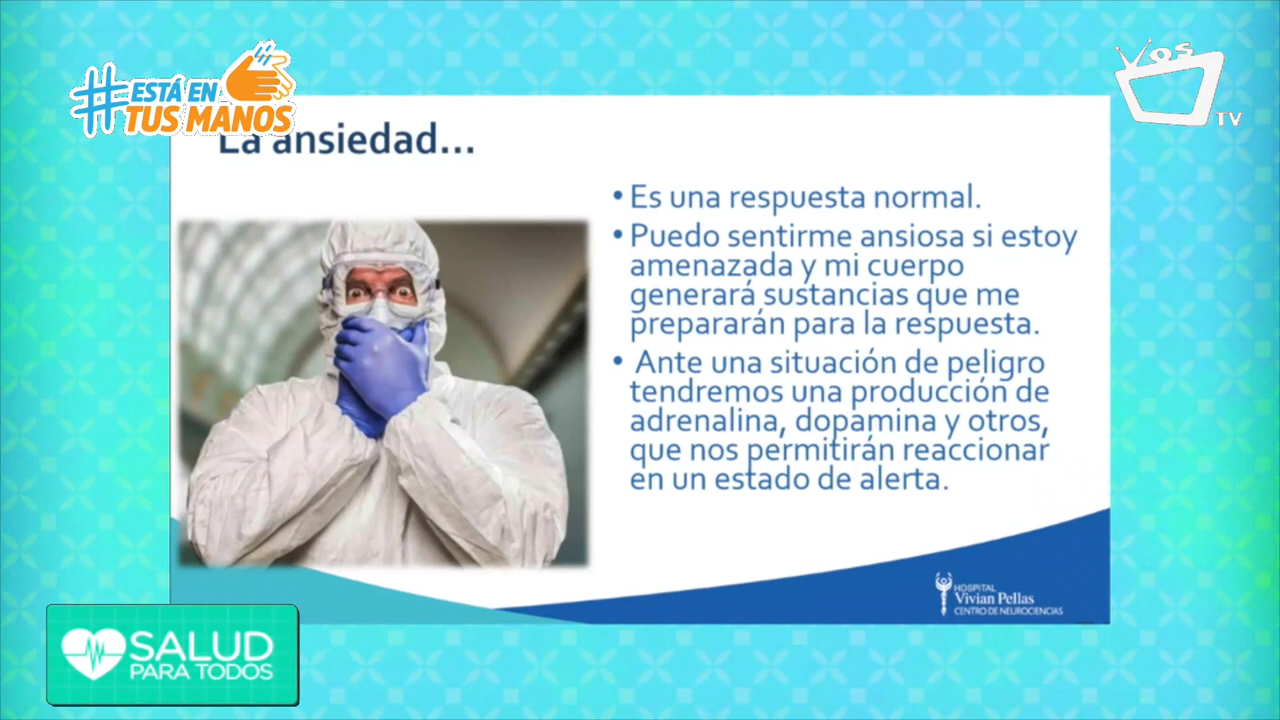 #ESTÁ EN
TUS MANOS
VOS
TV
La ansiedad...
• Es una respuesta normal.
• Puedo sentirme ansiosa si estoy
amenazada y mi cuerpo
generará sustancias que me
prepararán para la respuesta.
• Ante una situación de peligro
tendremos una producción de
adrenalina, dopamina y otros,
que nos permitirán reaccionar
en un estado de alerta.
HOSPITAL
Vivian Pellas
CENTRO DE NEUROCIENCIAS
SALUD
PARA TODOS